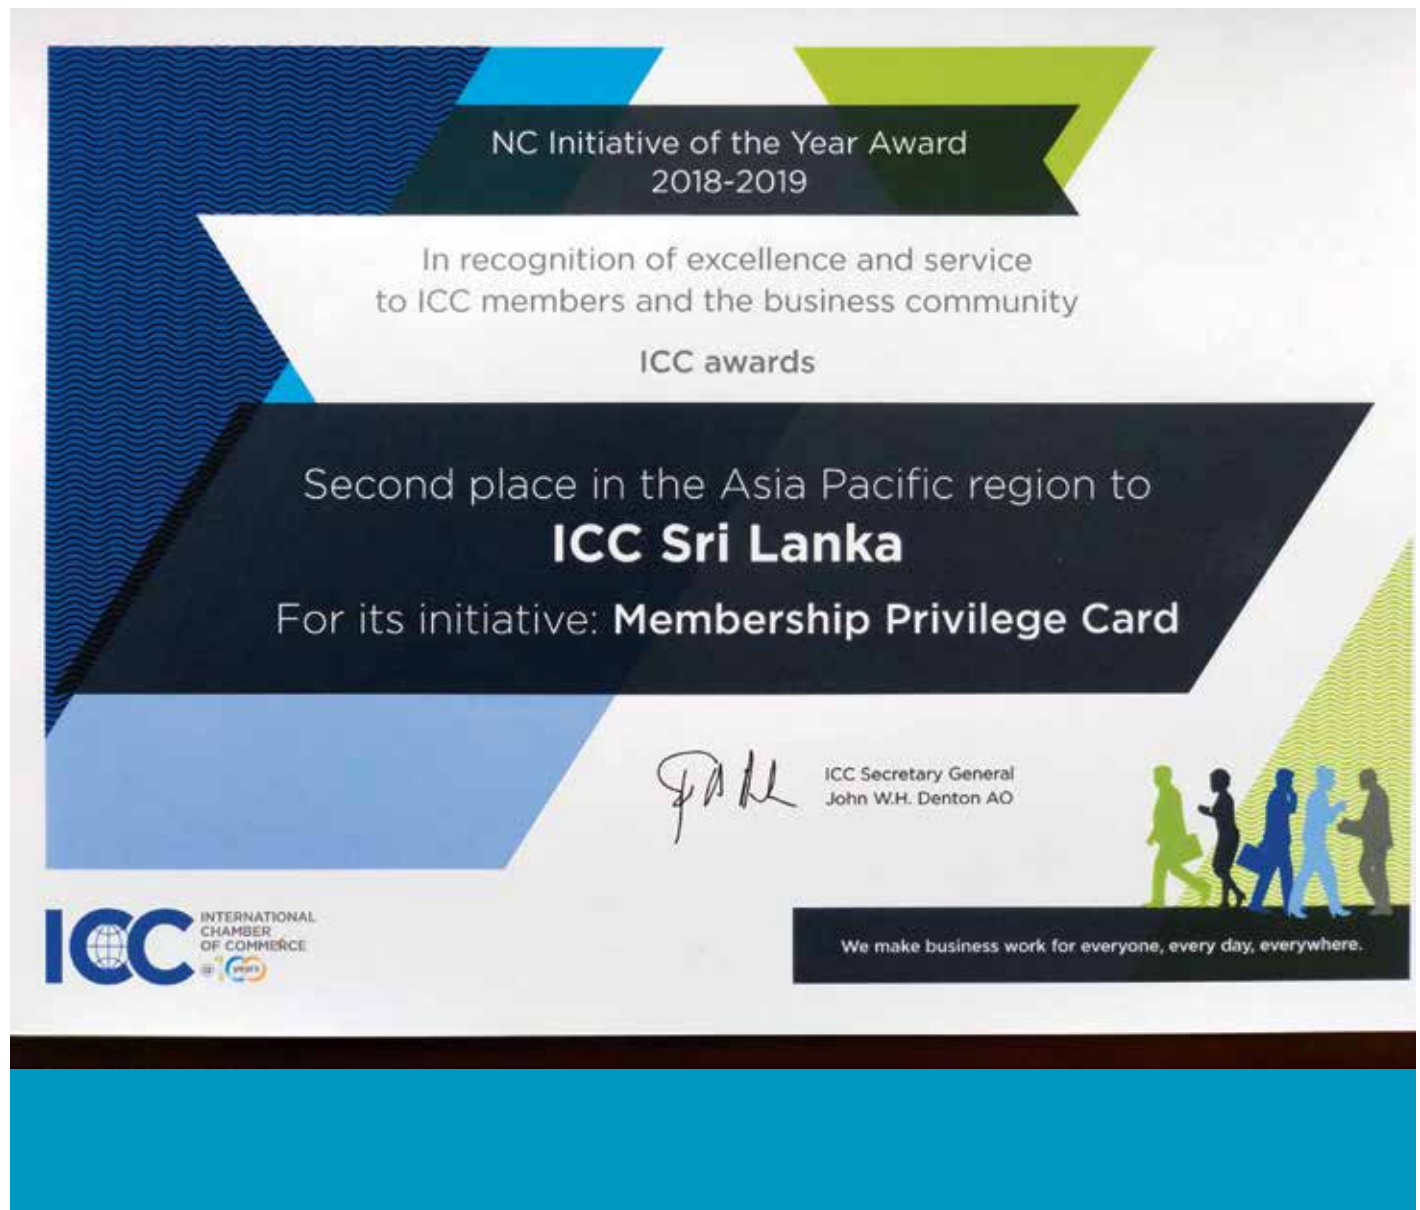 NC Initiative of the Year Award
2018-2019
In recognition of excellence and service
to ICC members and the business community
ICC awards
Second place in the Asia Pacific region to
ICC Sri Lanka
For its initiative: Membership Privilege Card
ICC Secretary General
John W.H. Denton AO
ICC
INTERNATIONAL
CHAMBER
OF COMMERCE
@100 years
We make business work for everyone, every day, everywhere.